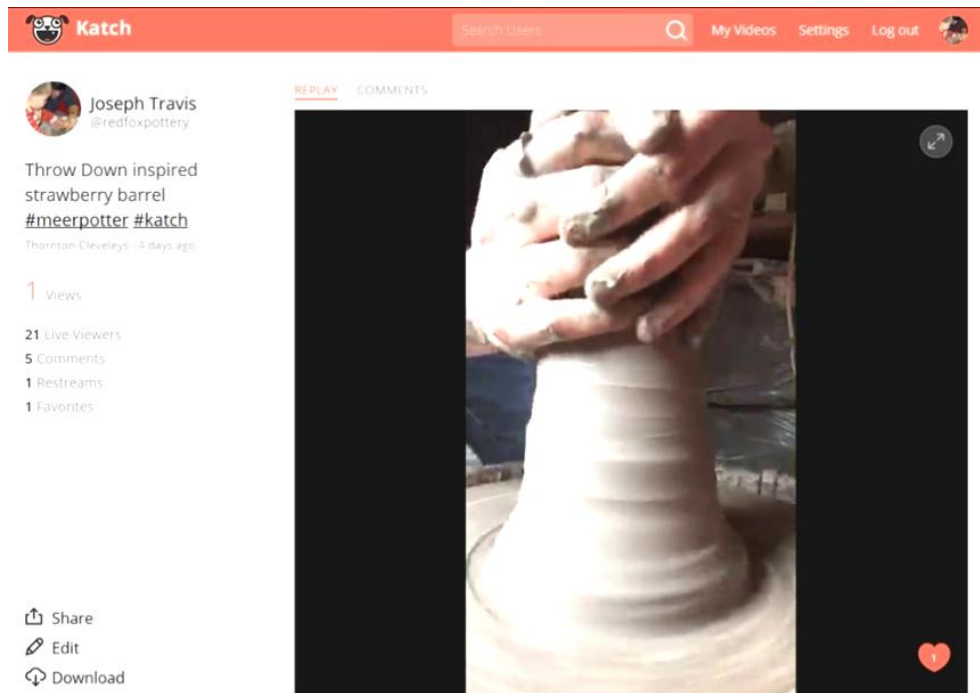 Katch
Search Users
My Videos Settings Log out
Joseph Travis
@redfoxpottery
REPLAY COMMENTS
Throw Down inspired
strawberry barrel
#meerpotter #katch
Thornton Cleveleys - 4 days ago
1 Views
21 Live Viewers
5 Comments
1 Restreams
1 Favorites
Share
Edit
Download
1